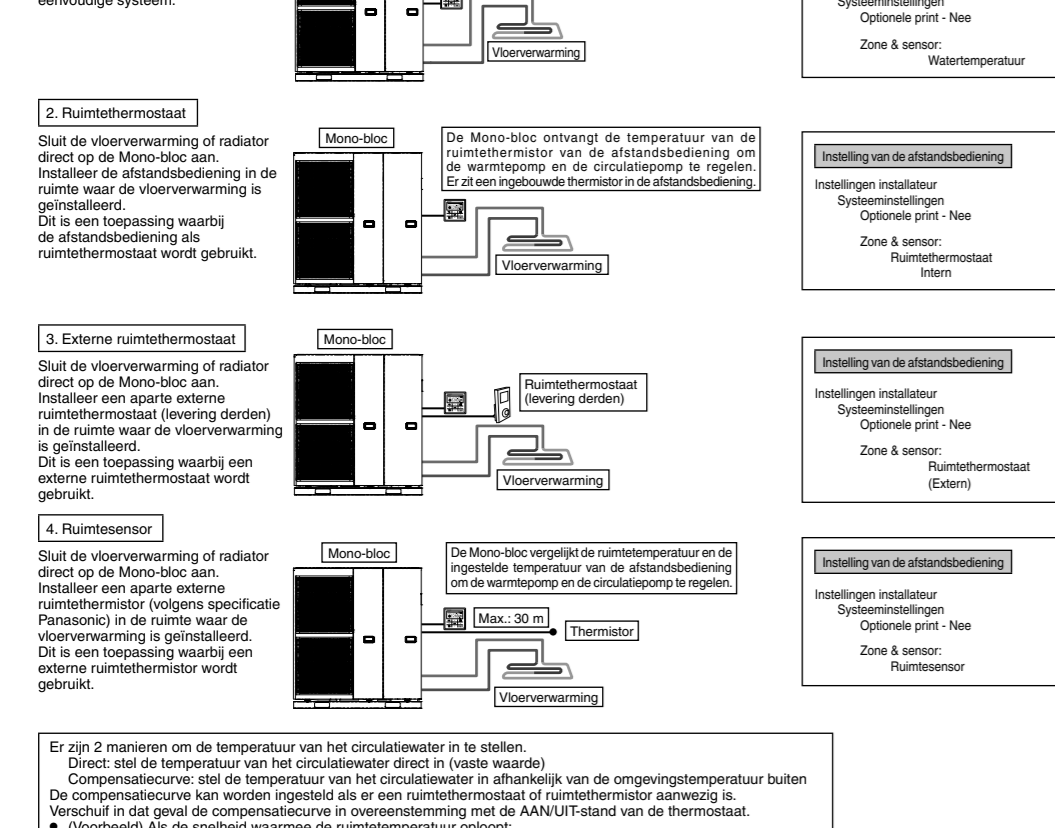 eenvoudige systeem.
Vloerverwarming
Systeeminstellingen
Optionele print - Nee
Zone & sensor:
Watertemperatuur
2. Ruimtethermostaat
Sluit de vloerverwarming of radiator
direct op de Mono-bloc aan.
Installeer de afstandsbediening in de
ruimte waar de vloerverwarming is
geïnstalleerd.
Dit is een toepassing waarbij
de afstandsbediening als
ruimtethermostaat wordt gebruikt.
Mono-bloc
De Mono-bloc ontvangt de temperatuur van de
ruimtethermistor van de afstandsbediening om
de warmtepomp en de circulatiepomp te regelen.
Er zit een ingebouwde thermistor in de afstandsbediening.
Vloerverwarming
Instelling van de afstandsbediening
Instellingen installateur
Systeeminstellingen
Optionele print - Nee
Zone & sensor:
Ruimtethermostaat
Intern
3. Externe ruimtethermostaat
Sluit de vloerverwarming of radiator
direct op de Mono-bloc aan.
Installeer een aparte externe
ruimtethermostaat (levering derden)
in de ruimte waar de vloerverwarming
is geïnstalleerd.
Dit is een toepassing waarbij een
externe ruimtethermostaat wordt
gebruikt.
Mono-bloc
Ruimtethermostaat
(levering derden)
Vloerverwarming
Instelling van de afstandsbediening
Instellingen installateur
Systeeminstellingen
Optionele print - Nee
Zone & sensor:
Ruimtethermostaat
(Extern)
4. Ruimtesensor
Sluit de vloerverwarming of radiator
direct op de Mono-bloc aan.
Installeer een aparte externe
ruimtethermistor (volgens specificatie
Panasonic) in de ruimte waar de
vloerverwarming is geïnstalleerd.
Dit is een toepassing waarbij een
externe ruimtethermistor wordt
gebruikt.
Mono-bloc
De Mono-bloc vergelijkt de ruimtetemperatuur en de
ingestelde temperatuur van de afstandsbediening
om de warmtepomp en de circulatiepomp te regelen.
Max.: 30 m
Thermistor
Vloerverwarming
Instelling van de afstandsbediening
Instellingen installateur
Systeeminstellingen
Optionele print - Nee
Zone & sensor:
Ruimtesensor
Er zijn 2 manieren om de temperatuur van het circulatiewater in te stellen.
Direct: stel de temperatuur van het circulatiewater direct in (vaste waarde)
Compensatiecurve: stel de temperatuur van het circulatiewater in afhankelijk van de omgevingstemperatuur buiten
De compensatiecurve kan worden ingesteld als er een ruimtethermostaat of ruimtethermistor aanwezig is.
Verschuif in dat geval de compensatiecurve in overeenstemming met de AAN/UIT-stand van de thermostaat.
● (Voorbeeld) Als de snelheid waarmee de ruimtetemperatuur oploopt: